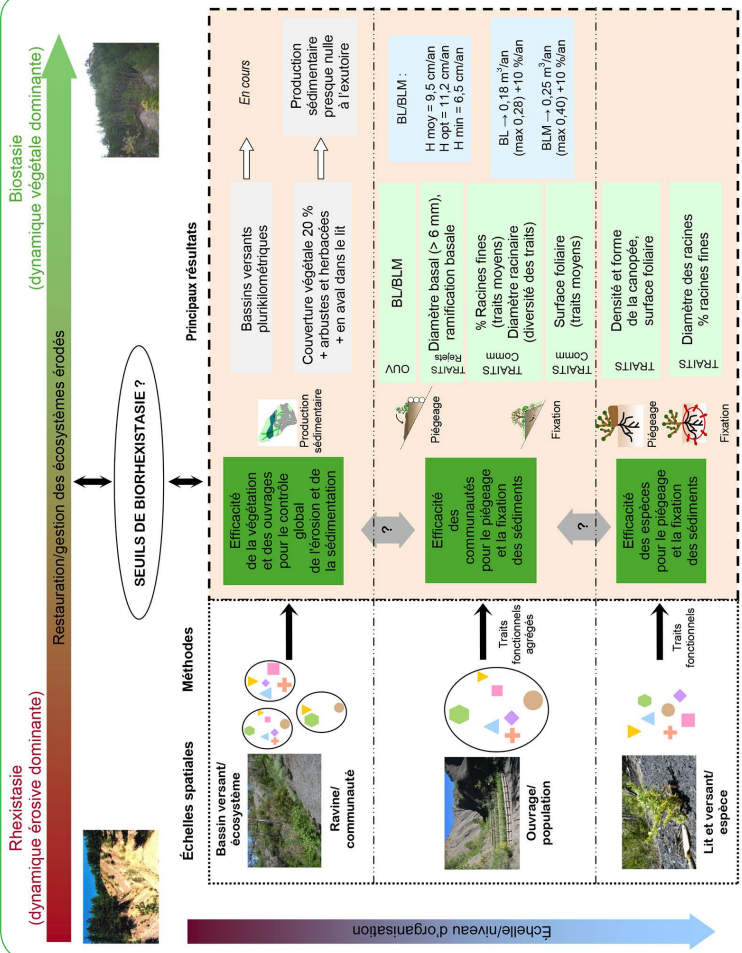 Rhexistasie
(dynamique érosive dominante)
Biostasie
(dynamique végétale dominante)
Restauration/gestion des écosystèmes érodés
SEUILS DE BIORHEXISTASIE ?
Échelle/niveau d'organisation
Échelles spatiales
Méthodes
Principaux résultats
Bassin versant/
écosystème
Ravine/
communauté
Efficacité
de la végétation
et des ouvrages
pour le contrôle
global
de l'érosion et de
la sédimentation
Production
sédimentaire
Bassins versants
plurikilométriques
En cours
Couverture végétale 20 %
+ arbustes et herbacées
+ en aval dans le lit
Production
sédimentaire
presque nulle
à l'exutoire
?
Ouvrage/
population
Traits
fonctionnels
agrégés
Efficacité
des
communautés
pour le piégeage
et la fixation
des sédiments
Piégeage
Fixation
OUV
BL/BLM
TRAITS
Rejets
Diamètre basal (> 6 mm),
ramification basale
TRAITS
Comm
% Racines fines
(traits moyens)
Diamètre racinaire
(diversité des traits)
TRAITS
Comm
Surface foliaire
(traits moyens)
BL/BLM :
H moy = 9,5 cm/an
H opt = 11,2 cm/an
H min = 6,5 cm/an
BL → 0,18 m³/an
(max 0,28) +10 %/an
BLM → 0,25 m³/an
(max 0,40) +10 %/an
?
Lit et versant/
espèce
Traits
fonctionnels
Efficacité
des espèces
pour le piégeage
et la fixation
des sédiments
Piégeage
Fixation
TRAITS
Densité et forme
de la canopée,
surface foliaire
TRAITS
Diamètre des racines
% racines fines